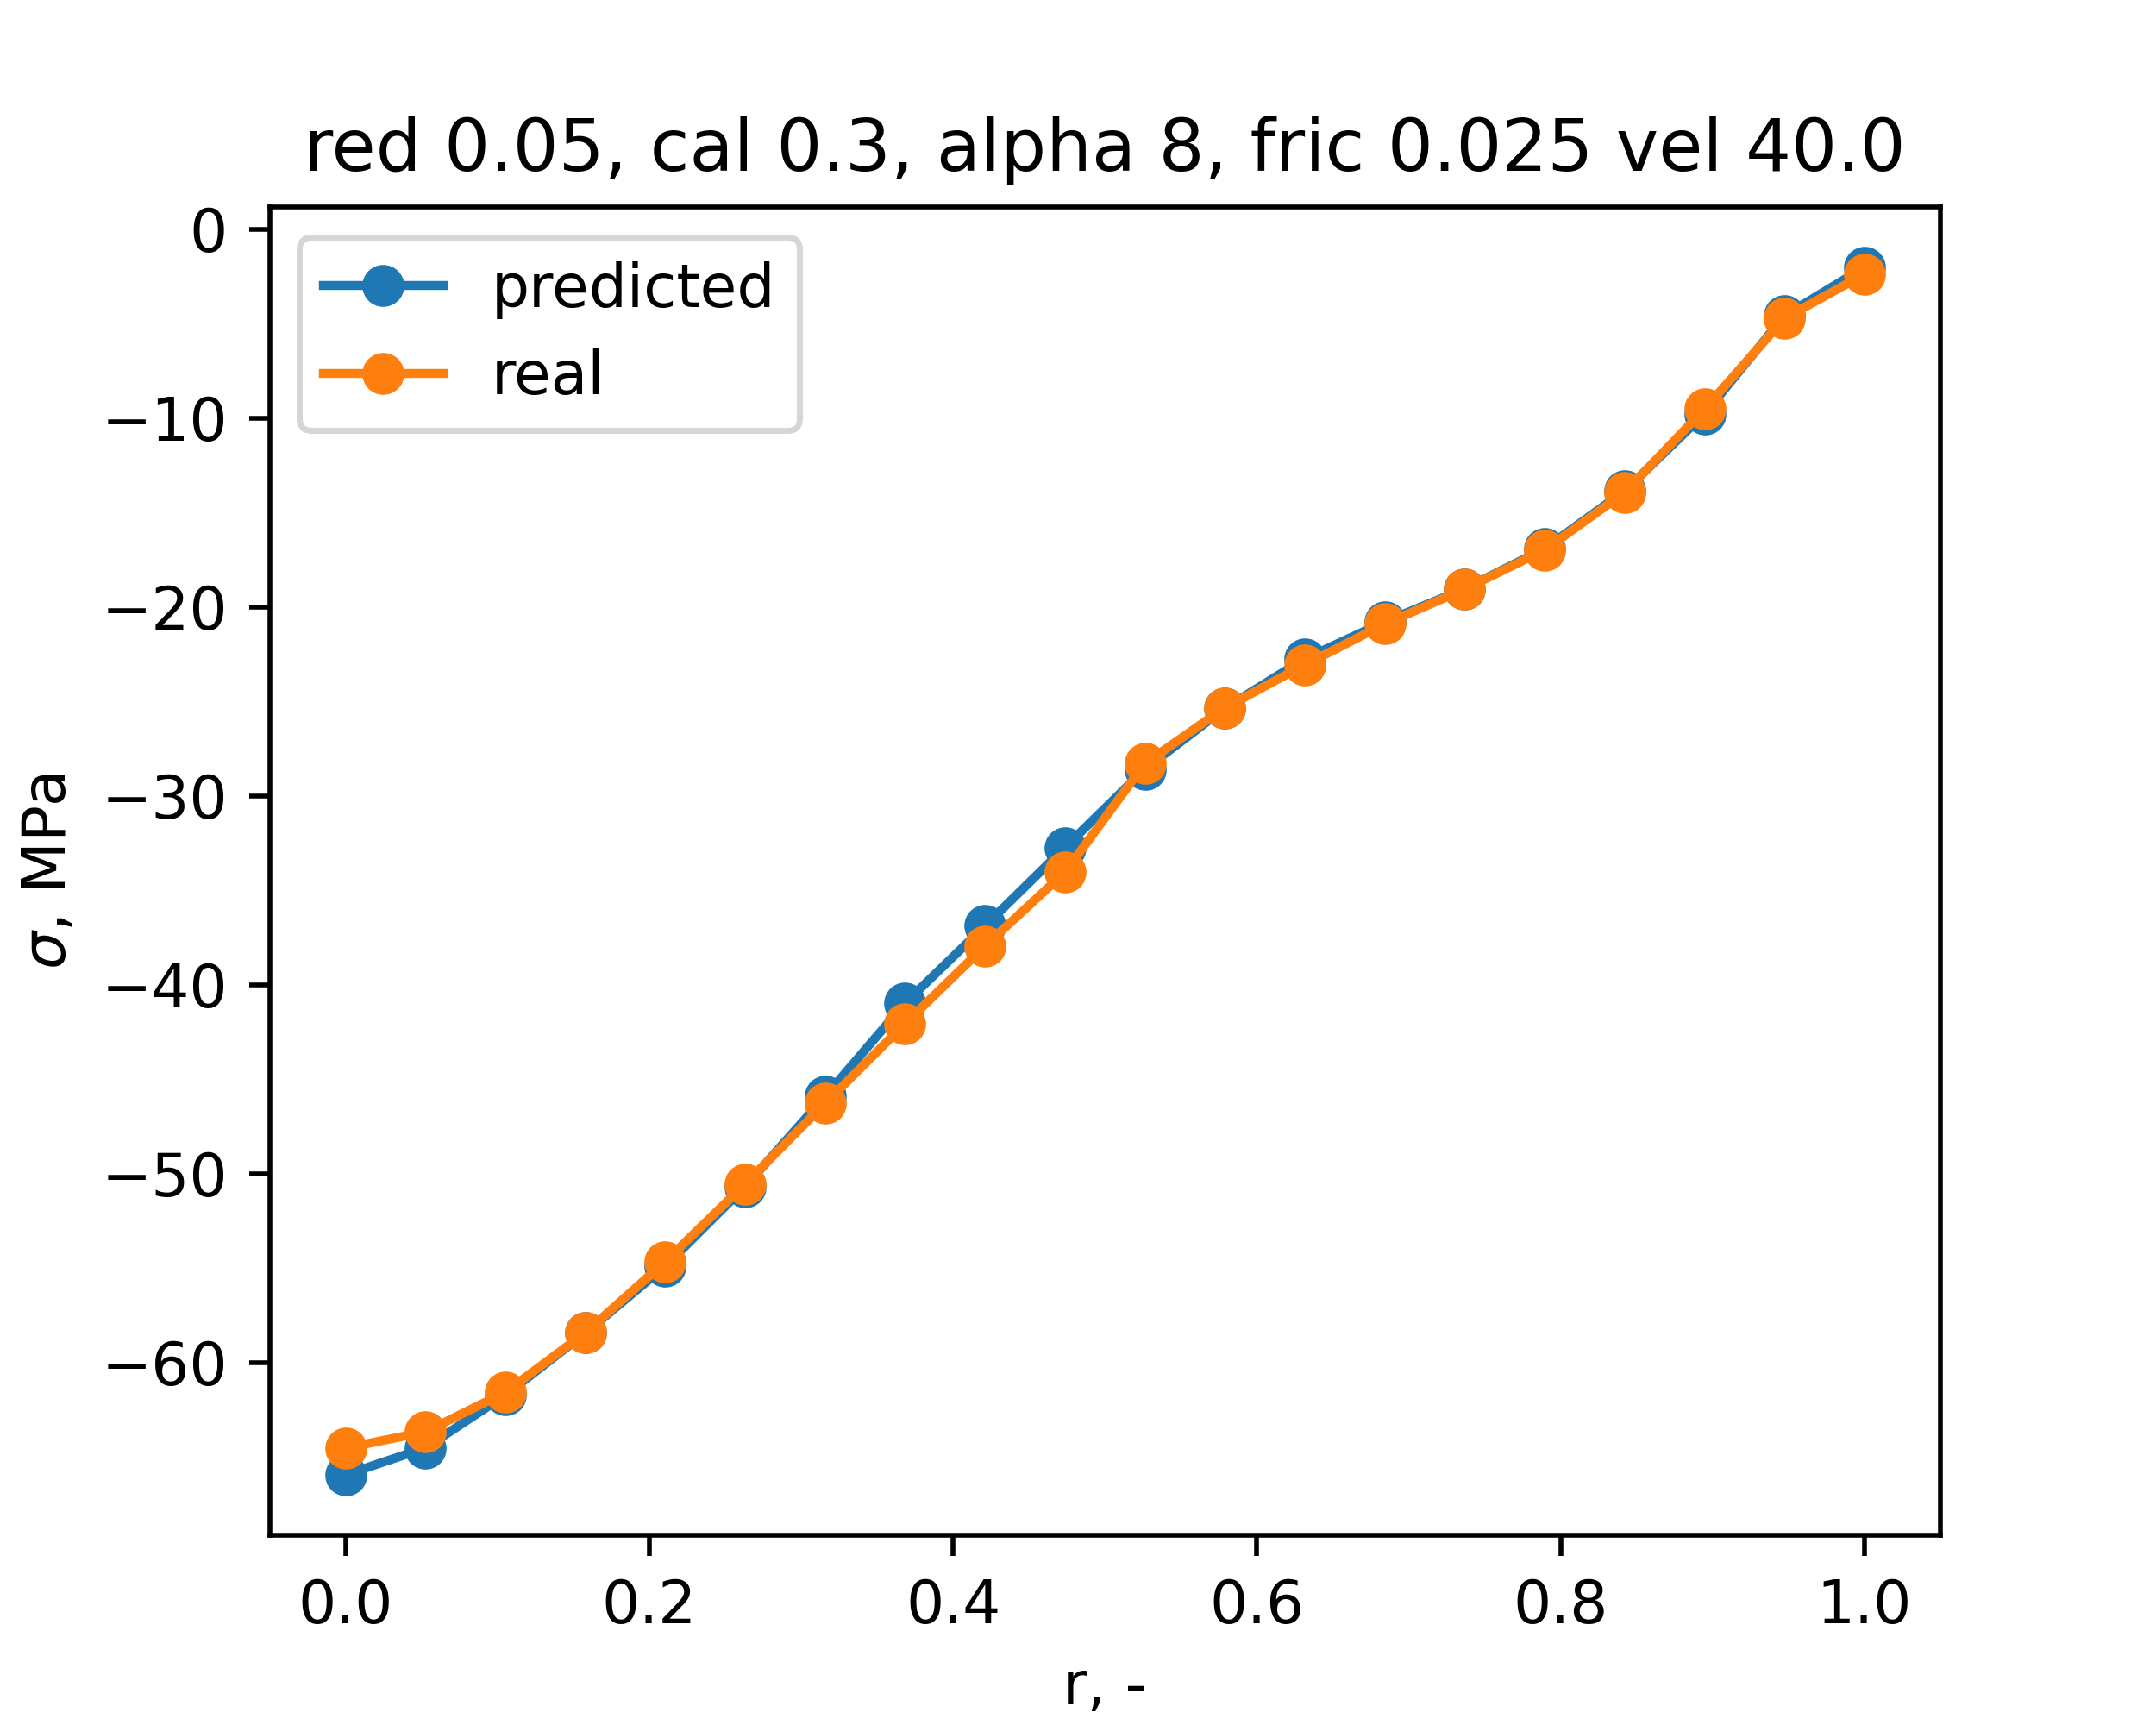 red 0.05, cal 0.3, alpha 8, fric 0.025 vel 40.0
predicted
real
0
−10
−20
−30
−40
−50
−60
σ, MPa
0.0 0.2 0.4 0.6 0.8 1.0
r, -